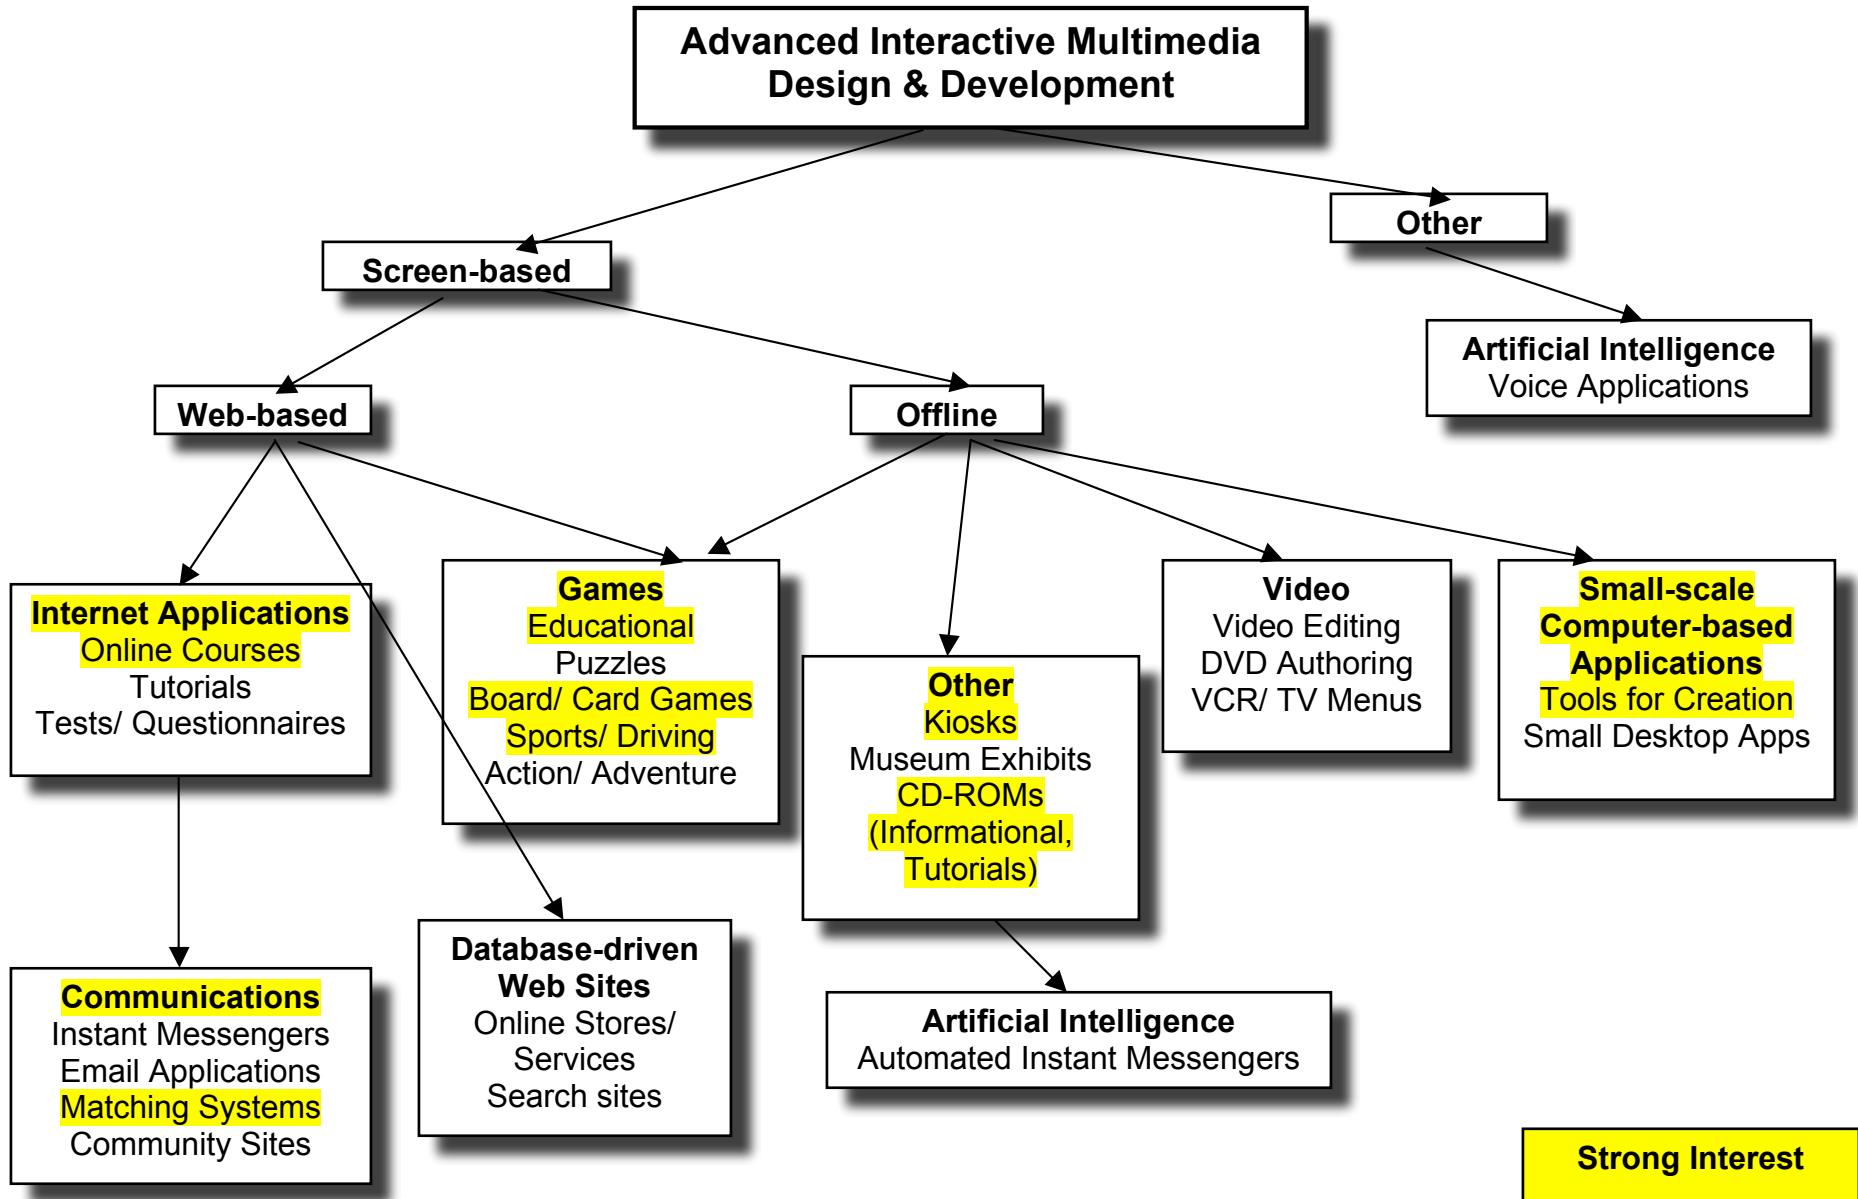 Advanced Interactive Multimedia
Design & Development
Other
Screen-based
Artificial Intelligence
Voice Applications
Web-based
Offline
Internet Applications
Online Courses
Tutorials
Tests/ Questionnaires
Games
Educational
Puzzles
Board/ Card Games
Sports/ Driving
Action/ Adventure
Other
Kiosks
Museum Exhibits
CD-ROMs
(Informational,
Tutorials)
Video
Video Editing
DVD Authoring
VCR/ TV Menus
Small-scale
Computer-based
Applications
Tools for Creation
Small Desktop Apps
Communications
Instant Messengers
Email Applications
Matching Systems
Community Sites
Database-driven
Web Sites
Online Stores/
Services
Search sites
Artificial Intelligence
Automated Instant Messengers
Strong Interest